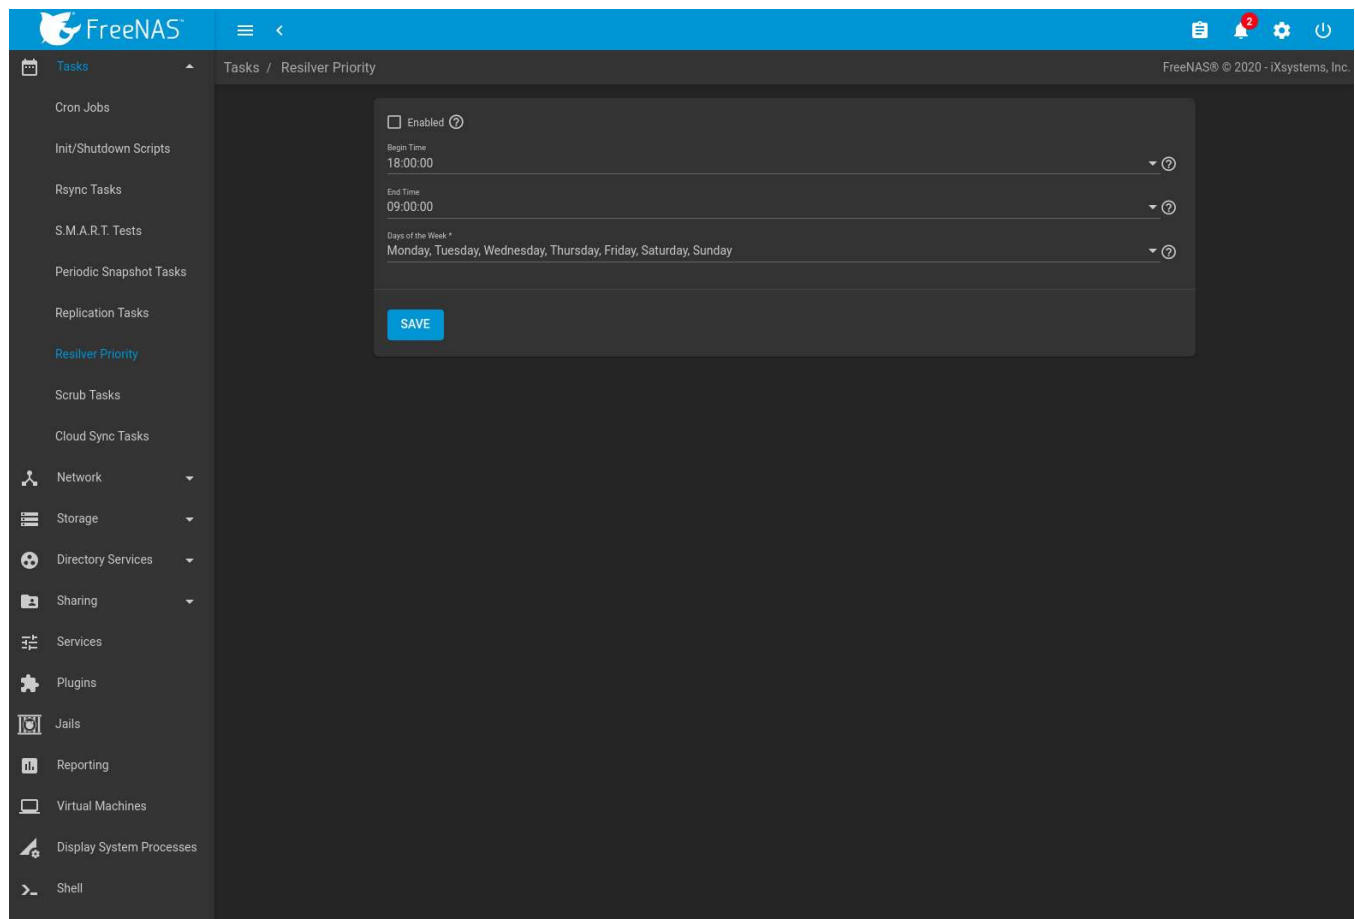 FreeNAS®
2
Tasks
Tasks / Resilver Priority
FreeNAS® © 2020 - iXsystems, Inc.
Cron Jobs
Init/Shutdown Scripts
Rsync Tasks
S.M.A.R.T. Tests
Periodic Snapshot Tasks
Replication Tasks
Resilver Priority
Scrub Tasks
Cloud Sync Tasks
Network
Storage
Directory Services
Sharing
Services
Plugins
Jails
Reporting
Virtual Machines
Display System Processes
Shell
Enabled
Begin Time
18:00:00
End Time
09:00:00
Days of the Week *
Monday, Tuesday, Wednesday, Thursday, Friday, Saturday, Sunday
SAVE